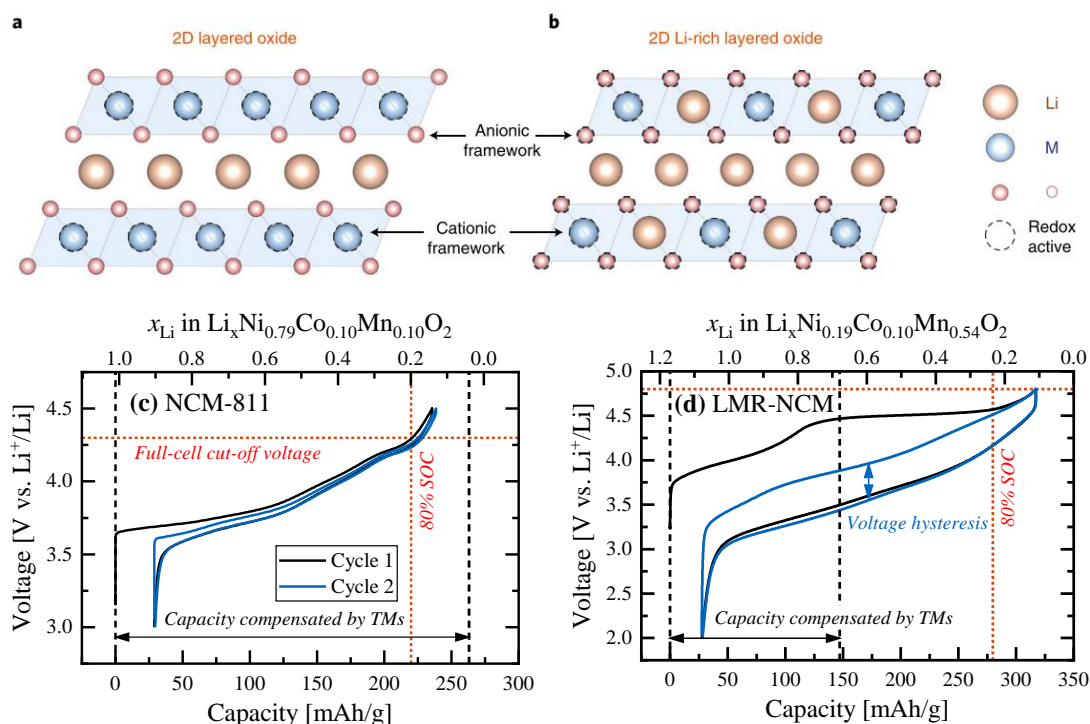 a
2D layered oxide
b
2D Li-rich layered oxide
Li
M
O
Redox
active
Anionic
framework
Cationic
framework
x_Li in Li_xNi_0.79Co_0.10Mn_0.10O_2
1.0 0.8 0.6 0.4 0.2 0.0
(c) NCM-811
Full-cell cut-off voltage
80% SOC
Cycle 1
Cycle 2
Capacity compensated by TMs
Voltage [V vs. Li⁺/Li]
4.5
4.0
3.5
3.0
0 50 100 150 200 250 300
Capacity [mAh/g]
x_Li in Li_xNi_0.19Co_0.10Mn_0.54O_2
1.2 1.0 0.8 0.6 0.4 0.2 0.0
(d) LMR-NCM
80% SOC
Voltage hysteresis
Capacity compensated by TMs
Voltage [V vs. Li⁺/Li]
5.0
4.5
4.0
3.5
3.0
2.5
2.0
0 50 100 150 200 250 300 350
Capacity [mAh/g]